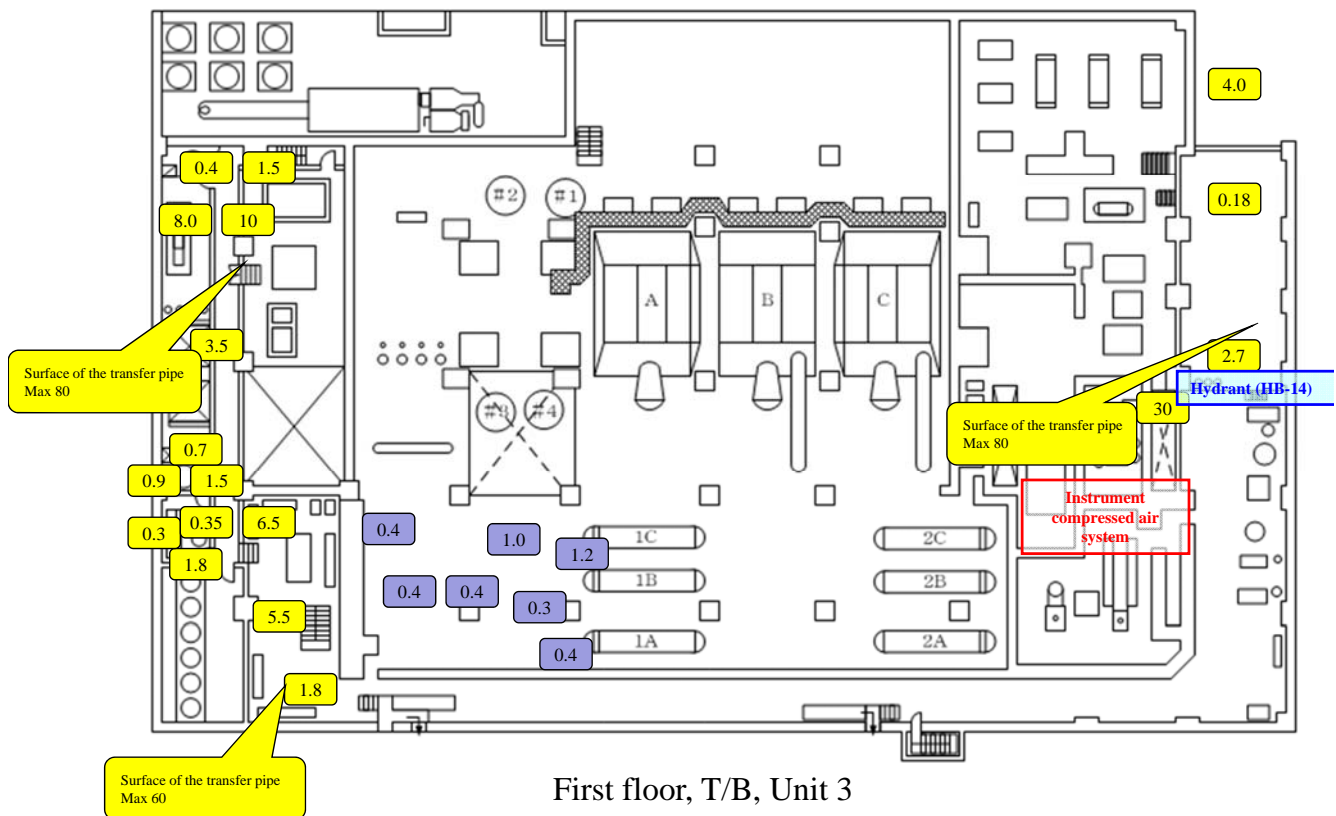 4.0
0.4
1.5
0.18
8.0
10
#2
#1
A
B
C
3.5
2.7
Surface of the transfer pipe
Max 80
Hydrant (HB-14)
30
#3
#4
Surface of the transfer pipe
Max 80
0.7
0.9
1.5
Instrument
compressed air
system
0.3
0.35
6.5
0.4
1.0
1.2
1C
2C
1.8
1B
2B
0.4
0.4
0.3
5.5
1A
2A
0.4
1.8
Surface of the transfer pipe
Max 60
First floor, T/B, Unit 3